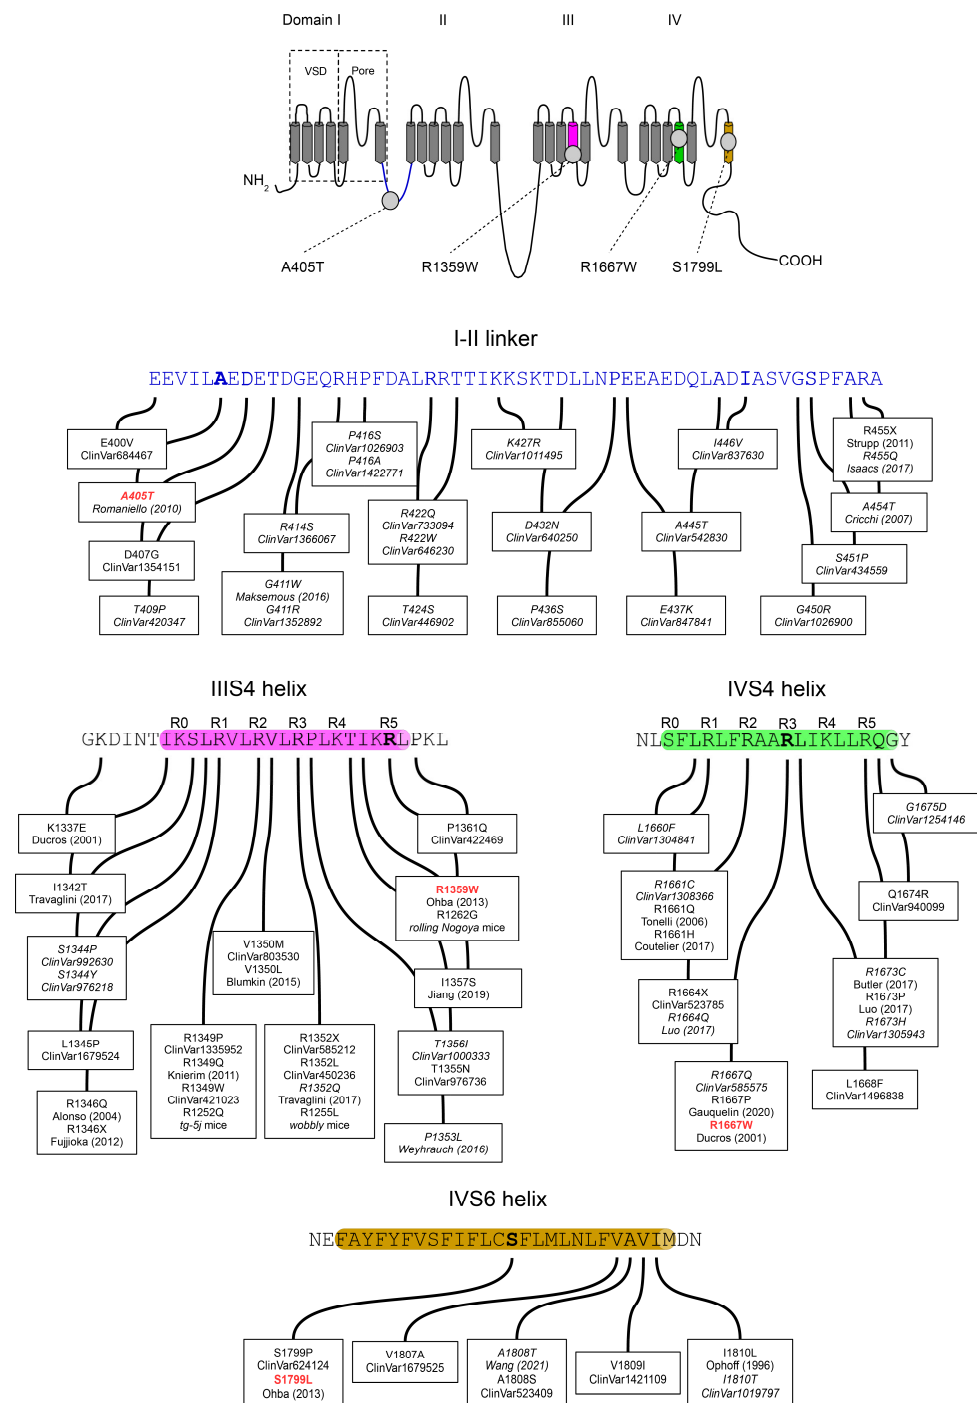 Domain I
II
III
IV
VSD
Pore
NH2
COOH
A405T
R1359W
R1667W
S1799L
I-II linker
EEVILAEDETDGEQRHPFDALRRTTIKKSKTDLLNPEEAEDQLADIASVGSPFARA
E400V
ClinVar684467
A405T
Romaniello (2010)
D407G
ClinVar1354151
T409P
ClinVar420347
P416S
ClinVar1026903
P416A
ClinVar1422771
R414S
ClinVar1366067
G411W
Maksemous (2016)
G411R
ClinVar1352892
R422Q
ClinVar733094
R422W
ClinVar646230
T424S
ClinVar446902
K427R
ClinVar1011495
D432N
ClinVar640250
P436S
ClinVar855060
I446V
ClinVar837630
A445T
ClinVar542830
E437K
ClinVar847841
R455X
Strupp (2011)
R455Q
Isaacs (2017)
A454T
Cricchi (2007)
S451P
ClinVar434559
G450R
ClinVar1026900
IIIS4 helix
R0 R1 R2 R3 R4 R5
GKDINTIKSLRVLRVLRPLKTIKRLPKL
K1337E
Ducros (2001)
I1342T
Travaglini (2017)
S1344P
ClinVar992630
S1344Y
ClinVar976218
L1345P
ClinVar1679524
R1346Q
Alonso (2004)
R1346X
Fujjioka (2012)
V1350M
ClinVar803530
V1350L
Blumkin (2015)
R1349P
ClinVar1335952
R1349Q
Knierim (2011)
R1349W
ClinVar421023
R1252Q
tg-5j mice
R1352X
ClinVar585212
R1352L
ClinVar450236
R1352Q
Travaglini (2017)
R1255L
wobbly mice
P1361Q
ClinVar422469
R1359W
Ohba (2013)
R1262G
rolling Nogoya mice
I1357S
Jiang (2019)
T1356I
ClinVar1000333
T1355N
ClinVar976736
P1353L
Weyhrauch (2016)
IVS4 helix
R0 R1 R2 R3 R4 R5
NLSFLRLFRAARLIKLLRQGY
L1660F
ClinVar1304841
R1661C
ClinVar1308366
R1661Q
Tonelli (2006)
R1661H
Coutelier (2017)
R1664X
ClinVar523785
R1664Q
Luo (2017)
R1667Q
ClinVar585575
R1667P
Gauquelin (2020)
R1667W
Ducros (2001)
G1675D
ClinVar1254146
Q1674R
ClinVar940099
R1673C
Butler (2017)
R1673P
Luo (2017)
R1673H
ClinVar1305943
L1668F
ClinVar1496838
IVS6 helix
NEFAYFYFVSFIFLCSFLMLNLFVAVIMDN
S1799P
ClinVar624124
S1799L
Ohba (2013)
V1807A
ClinVar1679525
A1808T
Wang (2021)
A1808S
ClinVar523409
V1809I
ClinVar1421109
I1810L
Ophoff (1996)
I1810T
ClinVar1019797